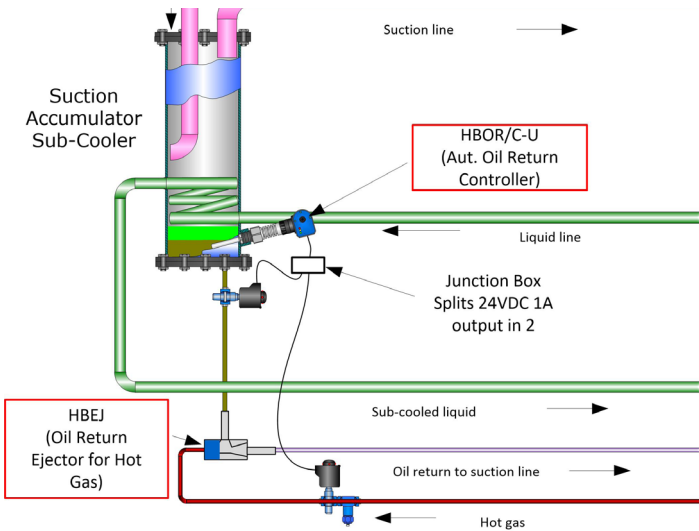 Suction line
Suction
Accumulator
Sub-Cooler
HBOR/C-U
(Aut. Oil Return
Controller)
Liquid line
Junction Box
Splits 24VDC 1A
output in 2
HBEJ
(Oil Return
Ejector for Hot
Gas)
Sub-cooled liquid
Oil return to suction line
Hot gas